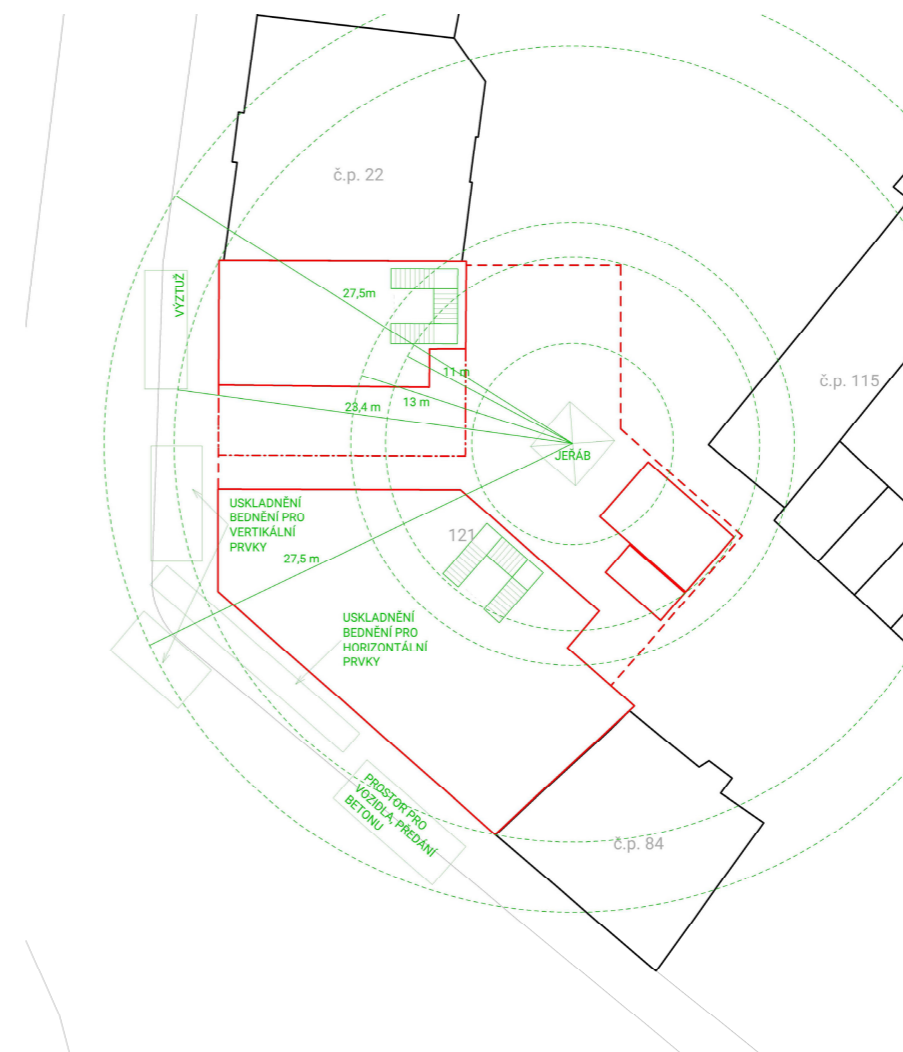 č.p. 22
VÝZTUŽ
27,5m
11 m
č.p. 115
23,4 m
13 m
JEŘÁB
USKLADNĚNÍ
BEDNĚNÍ PRO
VERTIKÁLNÍ
PRVKY
121
27,5 m
USKLADNĚNÍ
BEDNĚNÍ PRO
HORIZONTÁLNÍ
PRVKY
PROSTOR PRO
VOZIDLA, PŘEDÁNÍ
BETONU
č.p. 84